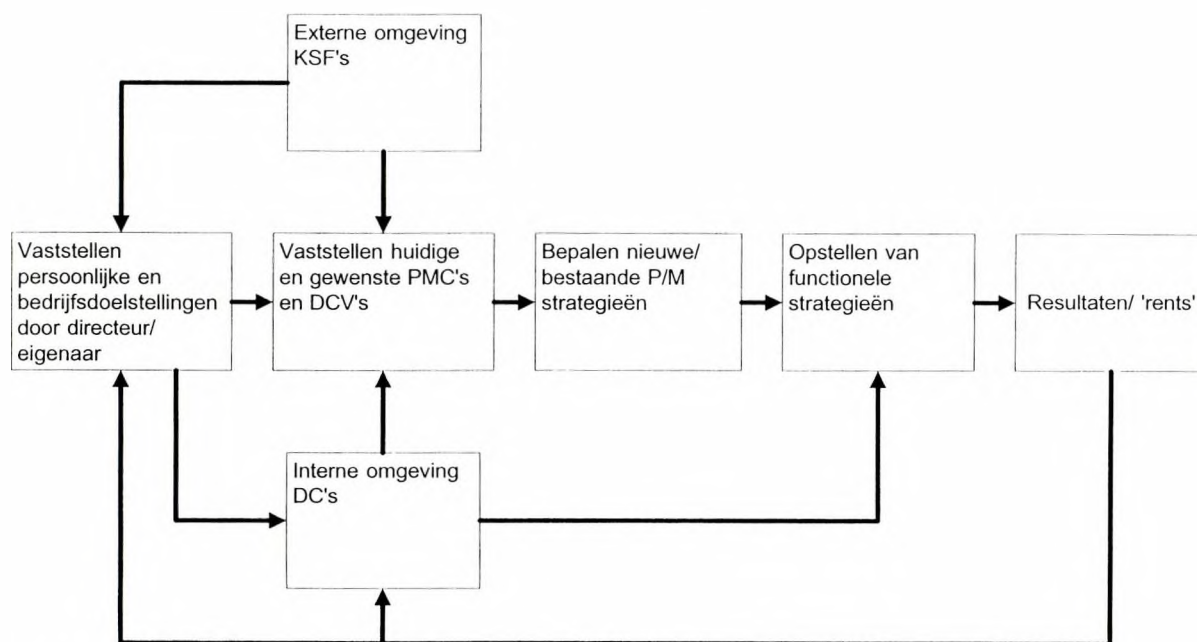 Externe omgeving
KSF's
Vaststellen
persoonlijke en
bedrijfsdoelstellingen
door directeur/
eigenaar
Vaststellen huidige
en gewenste PMC's
en DCV's
Bepalen nieuwe/
bestaande P/M
strategieën
Opstellen van
functionele
strategieën
Resultaten/ 'rents'
Interne omgeving
DC's